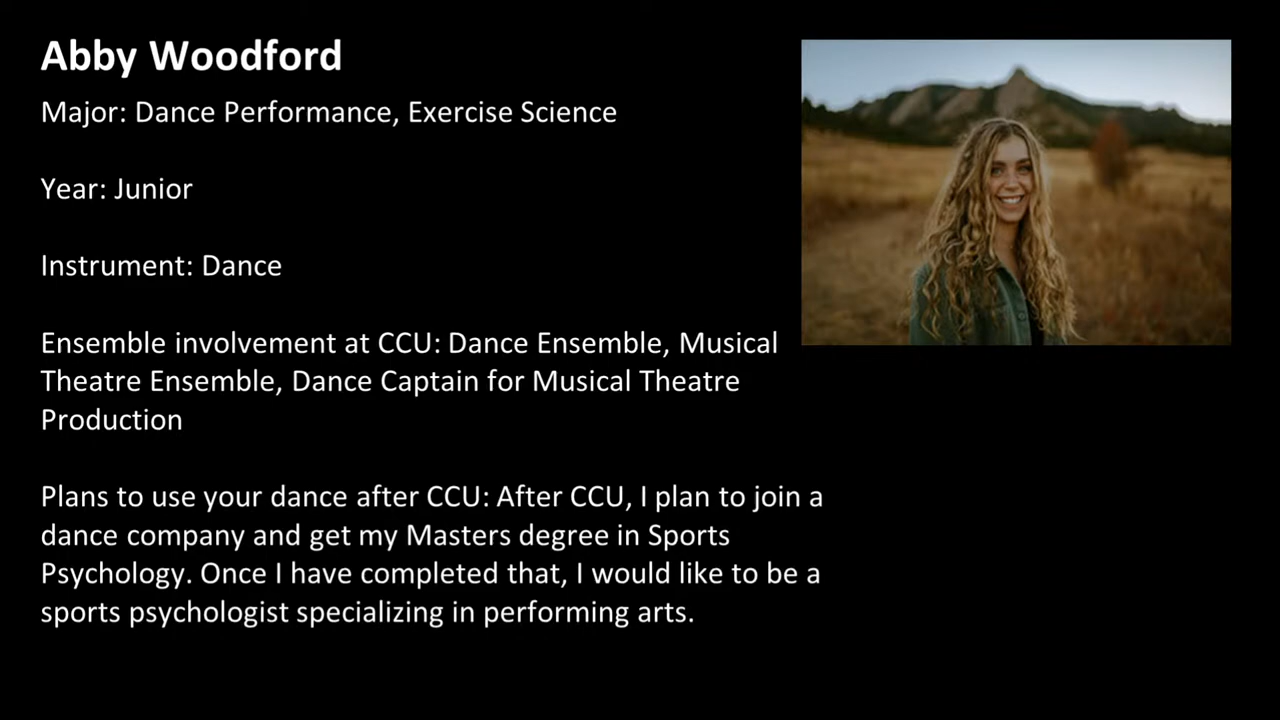 Abby Woodford
Major: Dance Performance, Exercise Science
Year: Junior
Instrument: Dance
Ensemble involvement at CCU: Dance Ensemble, Musical
Theatre Ensemble, Dance Captain for Musical Theatre
Production
Plans to use your dance after CCU: After CCU, I plan to join a
dance company and get my Masters degree in Sports
Psychology. Once I have completed that, I would like to be a
sports psychologist specializing in performing arts.